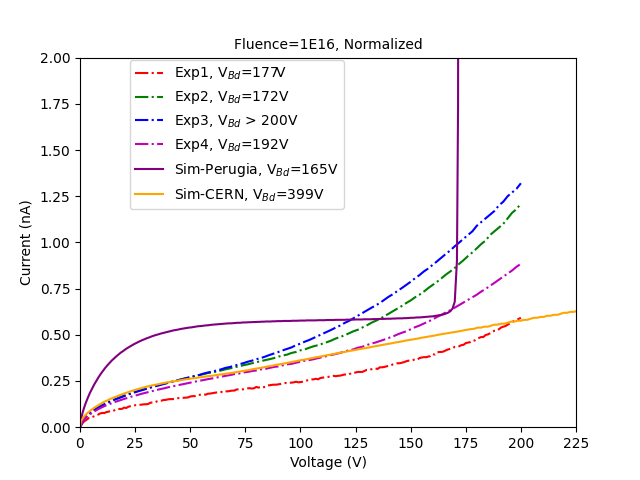 Fluence=1E16, Normalized
2.00
1.75
1.50
1.25
1.00
0.75
0.50
0.25
0.00
Current (nA)
Exp1, V_Bd=177V
Exp2, V_Bd=172V
Exp3, V_Bd > 200V
Exp4, V_Bd=192V
Sim-Perugia, V_Bd=165V
Sim-CERN, V_Bd=399V
0 25 50 75 100 125 150 175 200 225
Voltage (V)